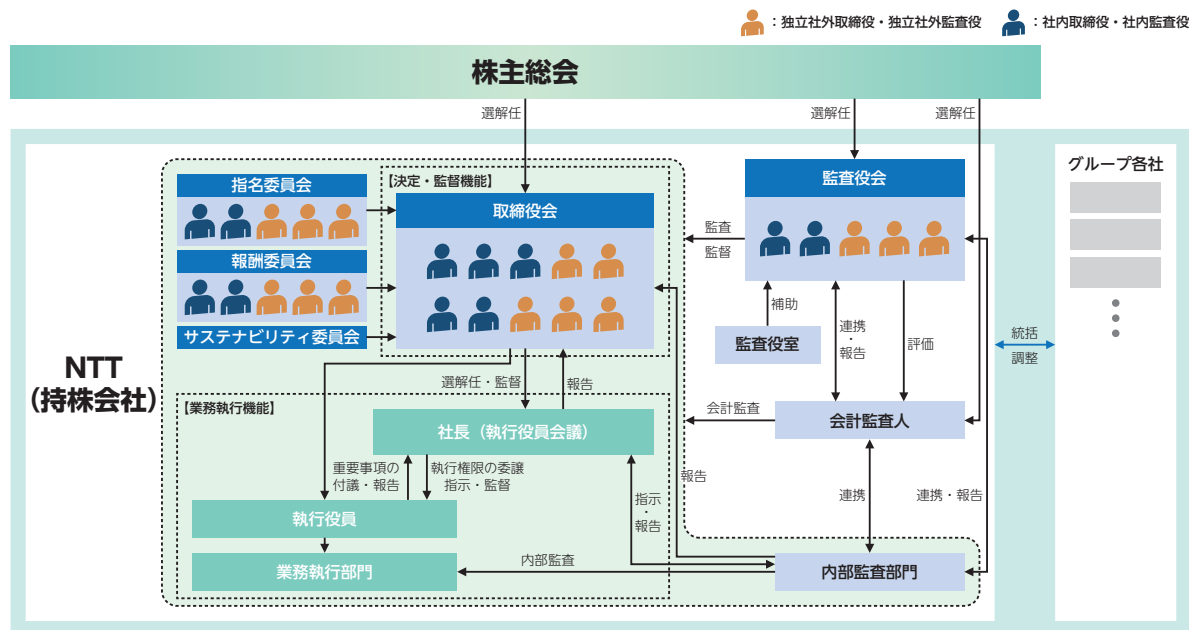 ：独立社外取締役・独立社外監査役
：社内取締役・社内監査役
株主総会
選解任
選解任
選解任
NTT
（持株会社）
指名委員会
報酬委員会
サステナビリティ委員会
【決定・監督機能】
取締役会
監査役会
監査
監督
補助
監査役室
連携
・
報告
評価
会計監査
会計監査人
グループ各社
統括
調整
選解任・監督
報告
【業務執行機能】
社長（執行役員会議）
重要事項の
付議・報告
執行権限の委譲
指示・監督
報告
指示
・
報告
連携
連携・報告
執行役員
業務執行部門
内部監査
内部監査部門